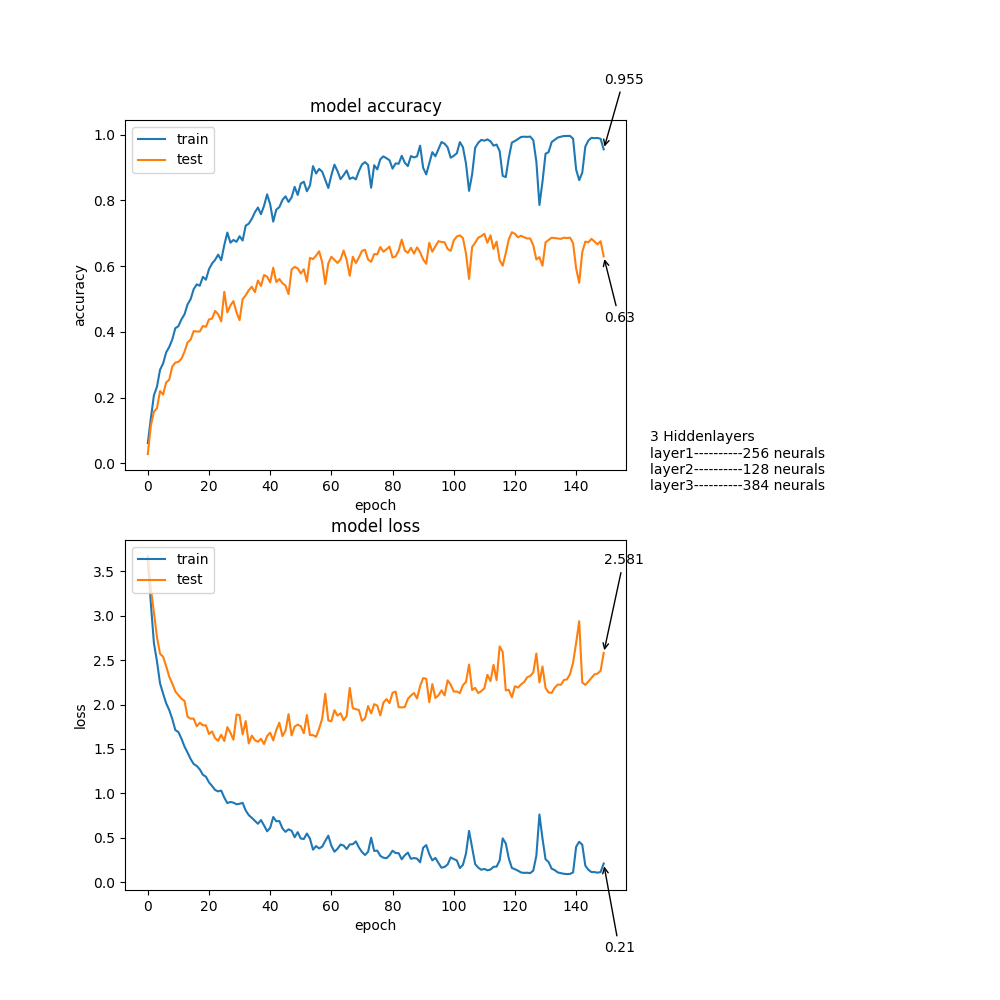 0.955
model accuracy
train
test
1.0
0.8
0.6
0.4
0.2
0.0
accuracy
0.63
0 20 40 60 80 100 120 140
epoch
3 Hiddenlayers
layer1----------256 neurals
layer2----------128 neurals
layer3----------384 neurals
model loss
train
test
2.581
3.5
3.0
2.5
2.0
1.5
1.0
0.5
0.0
loss
0 20 40 60 80 100 120 140
epoch
0.21